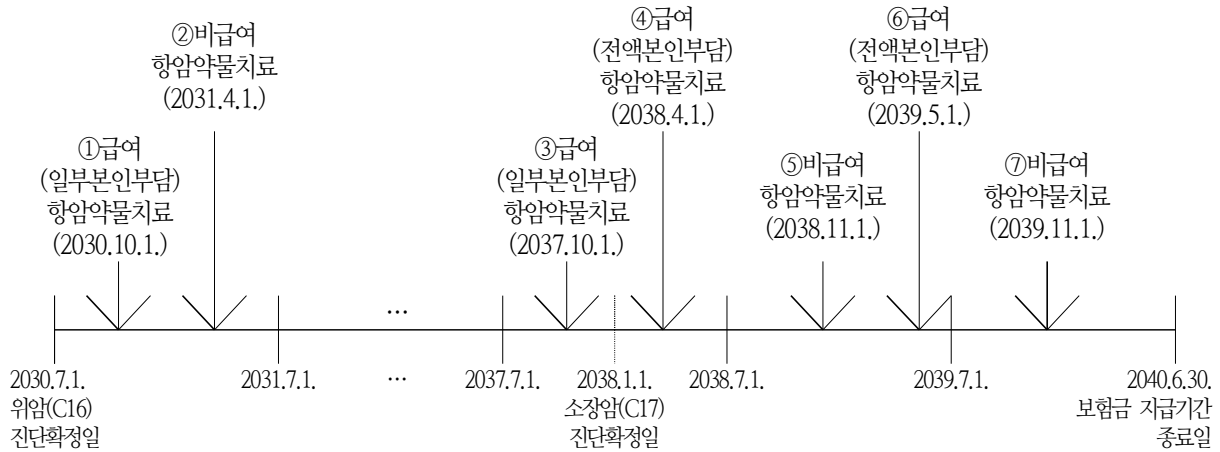 ②비급여
항암약물치료
(2031.4.1.)
④급여
(전액본인부담)
항암약물치료
(2038.4.1.)
⑥급여
(전액본인부담)
항암약물치료
(2039.5.1.)
①급여
(일부본인부담)
항암약물치료
(2030.10.1.)
③급여
(일부본인부담)
항암약물치료
(2037.10.1.)
⑤비급여
항암약물치료
(2038.11.1.)
⑦비급여
항암약물치료
(2039.11.1.)
…
2030.7.1.
위암(C16)
진단확정일
2031.7.1.
…
2037.7.1.
2038.1.1.
소장암(C17)
진단확정일
2038.7.1.
2039.7.1.
2040.6.30.
보험금 지급기간
종료일